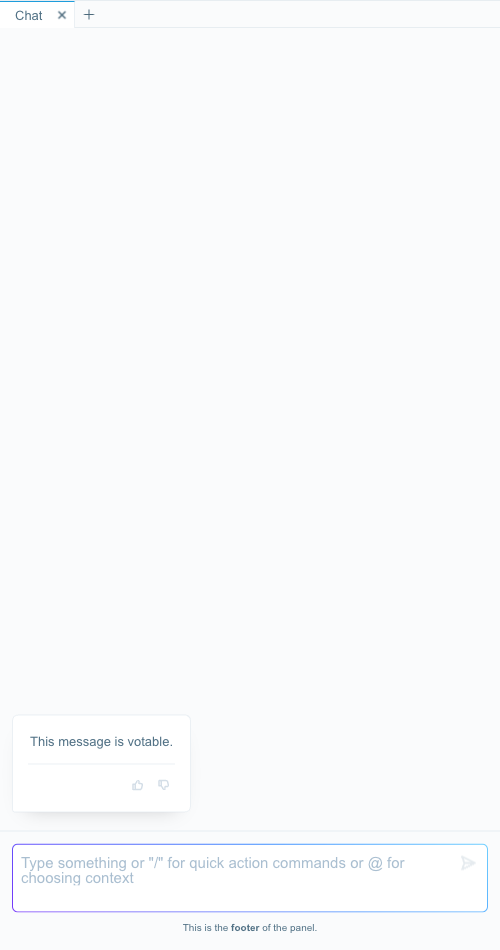 Chat
This message is votable.
Type something or "/" for quick action commands or @ for
choosing context
This is the footer of the panel.